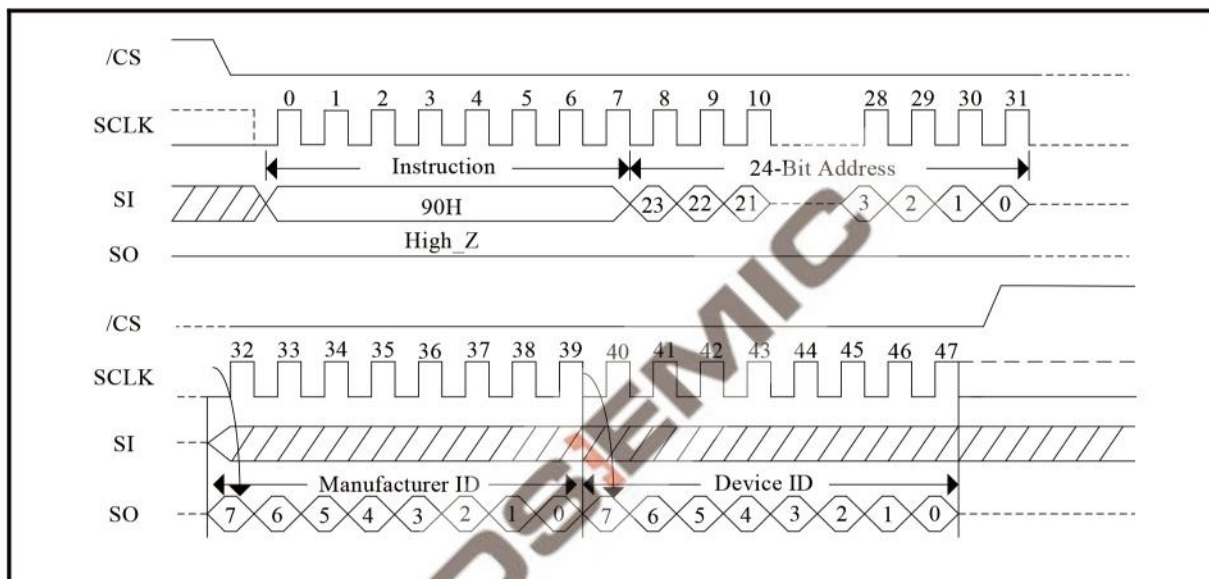 /CS
0 1 2 3 4 5 6 7 8 9 10 28 29 30 31
SCLK
Instruction 24-Bit Address
SI 90H 23 22 21 3 2 1 0
High_Z
SO
/CS
32 33 34 35 36 37 38 39 40 41 42 43 44 45 46 47
SCLK
SI
Manufacturer ID Device ID
SO 7 6 5 4 3 2 1 0 7 6 5 4 3 2 1 0
DSIEMIC